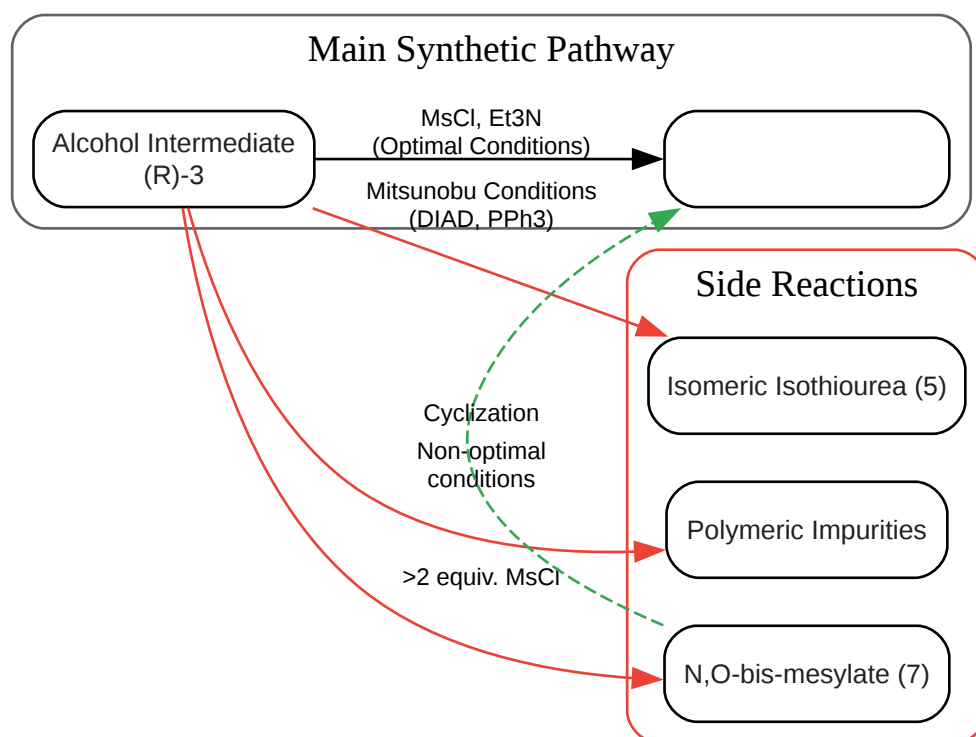 Main Synthetic Pathway
Alcohol Intermediate
(R)-3
MsCl, Et3N
(Optimal Conditions)
Mitsunobu Conditions
(DIAD, PPh3)
Side Reactions
Isomeric Isothiourea (5)
Cyclization
Non-optimal
conditions
Polymeric Impurities
>2 equiv. MsCl
N,O-bis-mesylate (7)